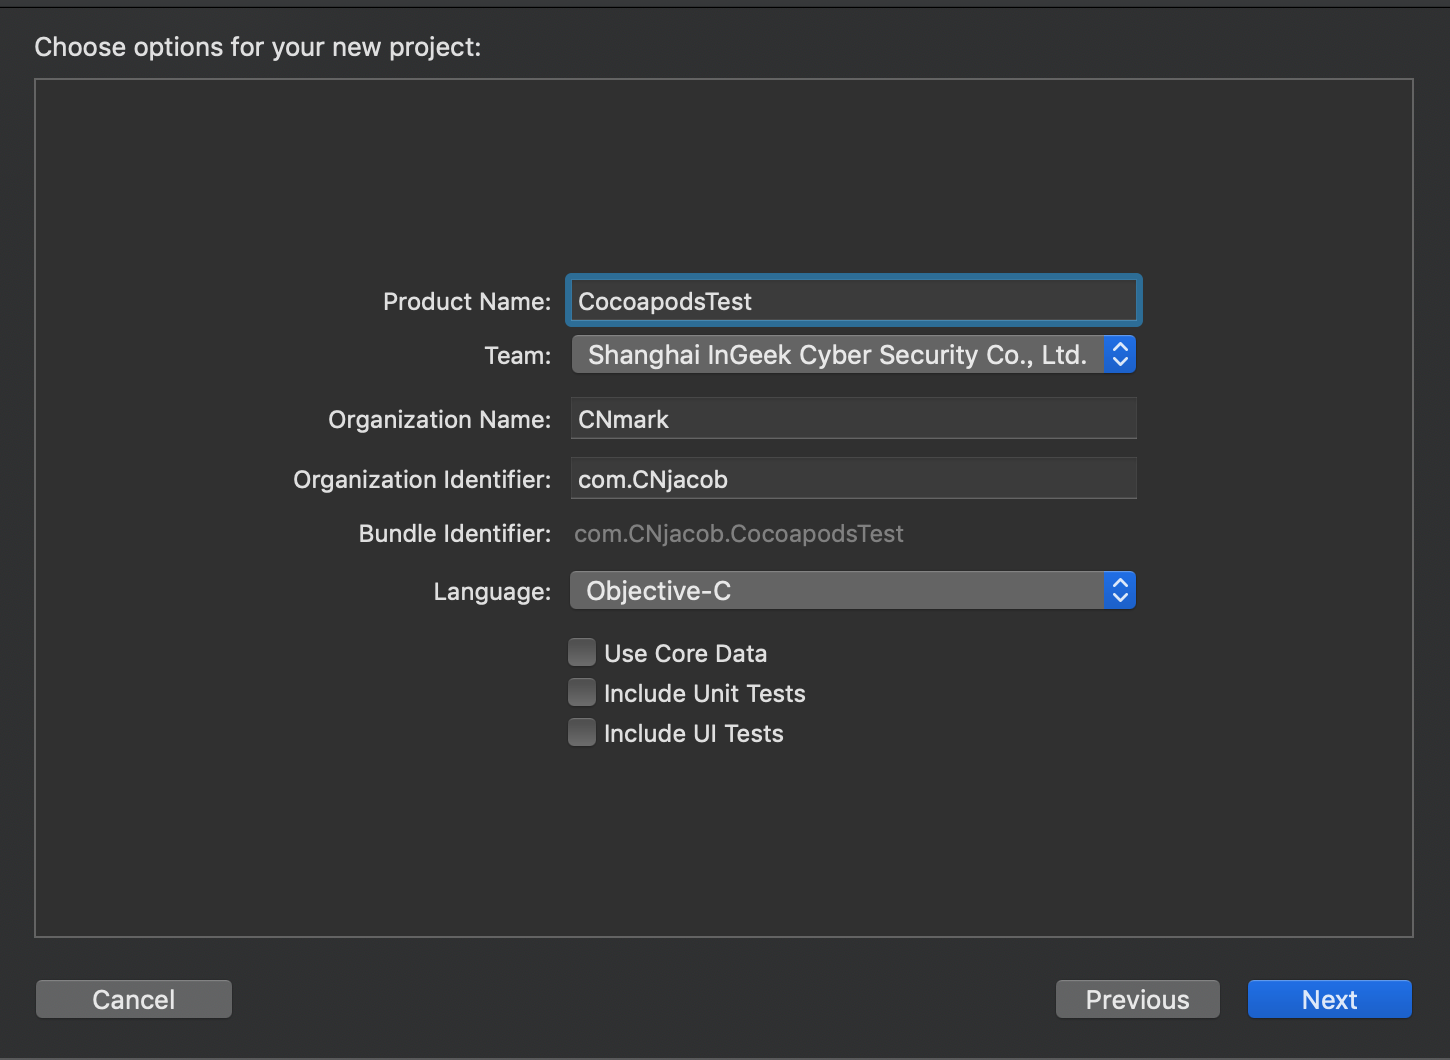 Choose options for your new project:
Product Name: CocoapodsTest
Team: Shanghai InGeek Cyber Security Co., Ltd.
Organization Name: CNmark
Organization Identifier: com.CNjacob
Bundle Identifier: com.CNjacob.CocoapodsTest
Language: Objective-C
Use Core Data
Include Unit Tests
Include UI Tests
Cancel Previous Next